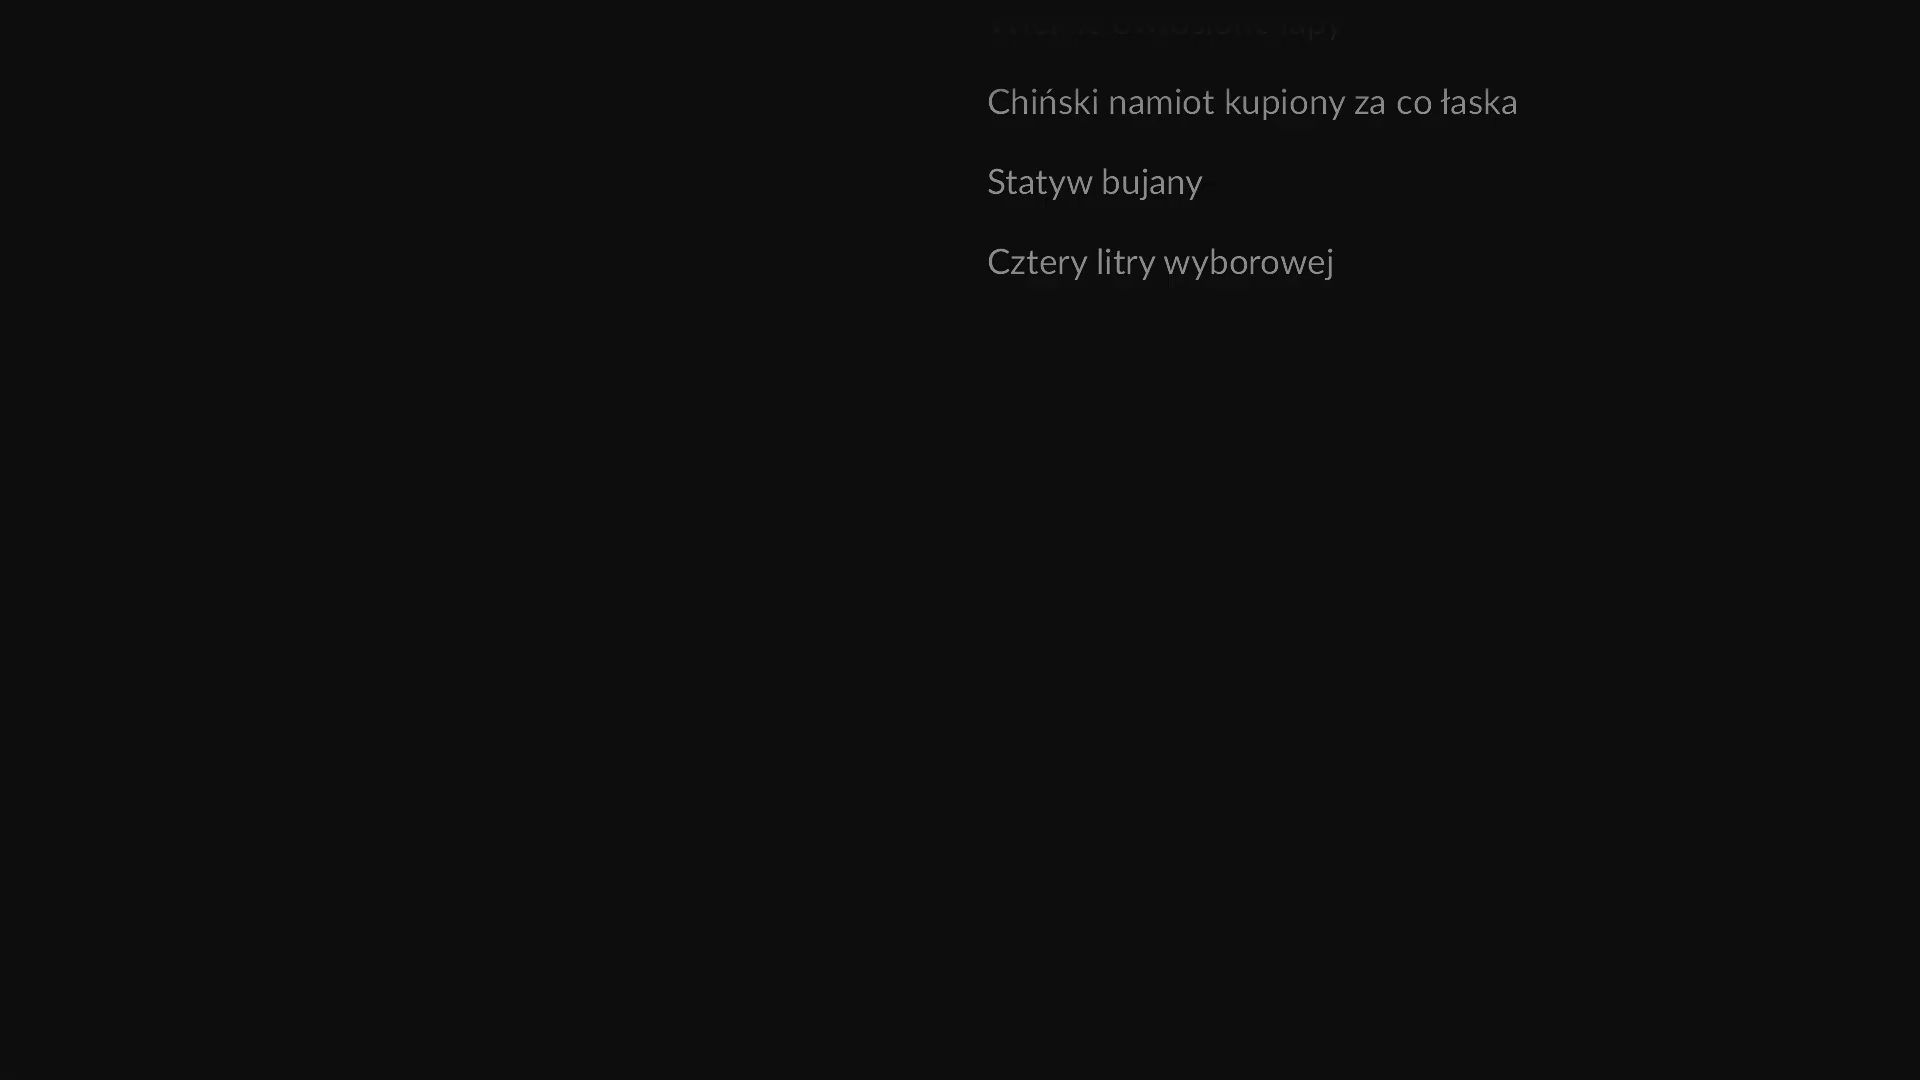 Chiński namiot kupiony za co łaska
Statyw bujany
Cztery litry wyborowej